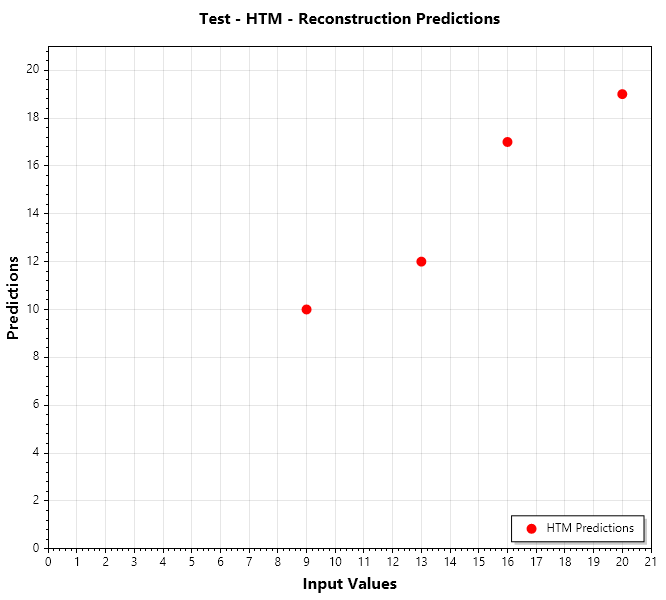 Test - HTM - Reconstruction Predictions
20
18
16
14
12
10
8
6
4
2
0
Predictions
HTM Predictions
0 1 2 3 4 5 6 7 8 9 10 11 12 13 14 15 16 17 18 19 20 21
Input Values